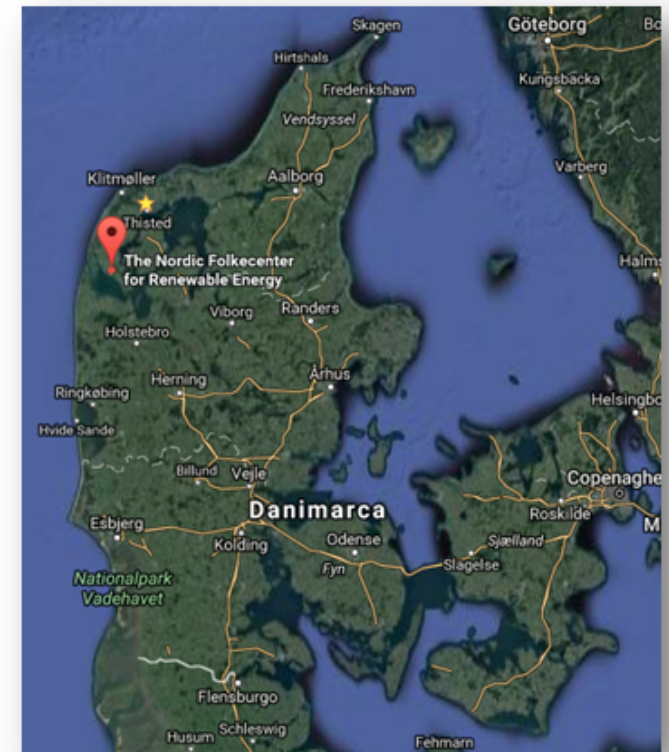 Skagen
Göteborg
Bo
Hirtshals
Kungsbacka
Frederikshavn
Vendsyssel
Varberg
Klitmøller
Aalborg
Thisted
The Nordic Folkecenter
for Renewable Energy
Halms
Viborg
Randers
Holstebro
Herning
Århus
Ringkøbing
Helsingbo
Hvide Sande
Billund
Vejle
Copenaghe
Danimarca
Roskilde
Esbjerg
M
Kolding
Odense
Sjælland
Fyn
Slagelse
Nationalpark
Vadehavet
Flensburgo
Husum
Schleswig
Fehmarn